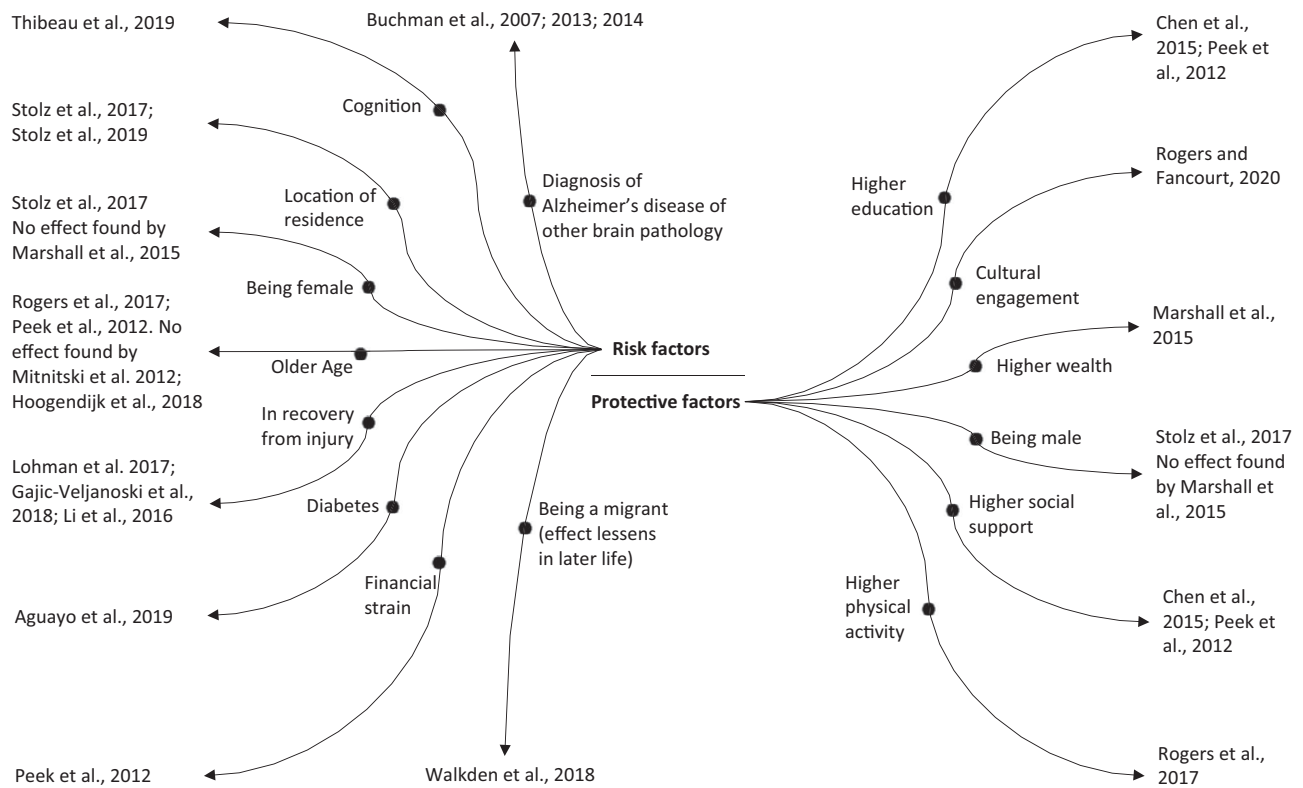 Thibeau et al., 2019
Buchman et al., 2007; 2013; 2014
Cognition
Stolz et al., 2017;
Stolz et al., 2019
Location of
residence
Diagnosis of
Alzheimer’s disease of
other brain pathology
Stolz et al., 2017
No effect found by
Marshall et al., 2015
Being female
Rogers et al., 2017;
Peek et al., 2012. No
effect found by
Mitnitski et al. 2012;
Hoogendijk et al., 2018
Older Age
In recovery
from injury
Lohman et al. 2017;
Gajic-Veljanoski et al.,
2018; Li et al., 2016
Diabetes
Aguayo et al., 2019
Financial
strain
Peek et al., 2012
Being a migrant
(effect lessens
in later life)
Walkden et al., 2018
Risk factors
Protective factors
Chen et al.,
2015; Peek et
al., 2012
Higher
education
Rogers and
Fancourt, 2020
Cultural
engagement
Marshall et al.,
2015
Higher wealth
Being male
Stolz et al., 2017
No effect found
by Marshall et
al., 2015
Higher social
support
Chen et al.,
2015; Peek et
al., 2012
Higher
physical
activity
Rogers et al.,
2017